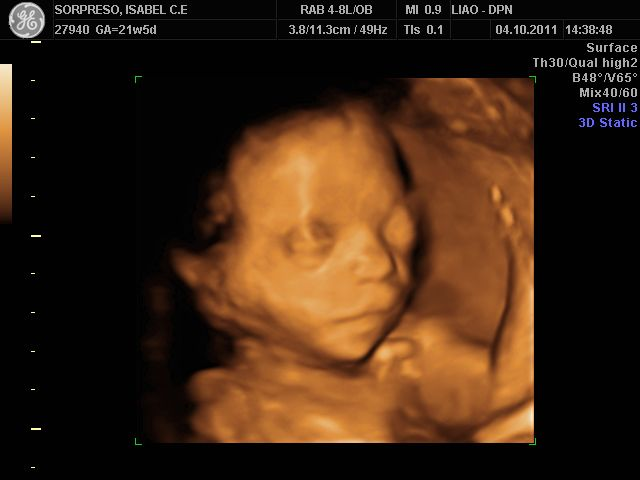 SORPRESO, ISABEL C.E RAB 4-8L/OB MI 0.9 LIAO - DPN
27940 GA=21w5d 3.8/11.3cm / 49Hz TIs 0.1 04.10.2011 14:38:48
Surface
Th30/Qual high2
B48°/V65°
Mix40/60
SRI II 3
3D Static